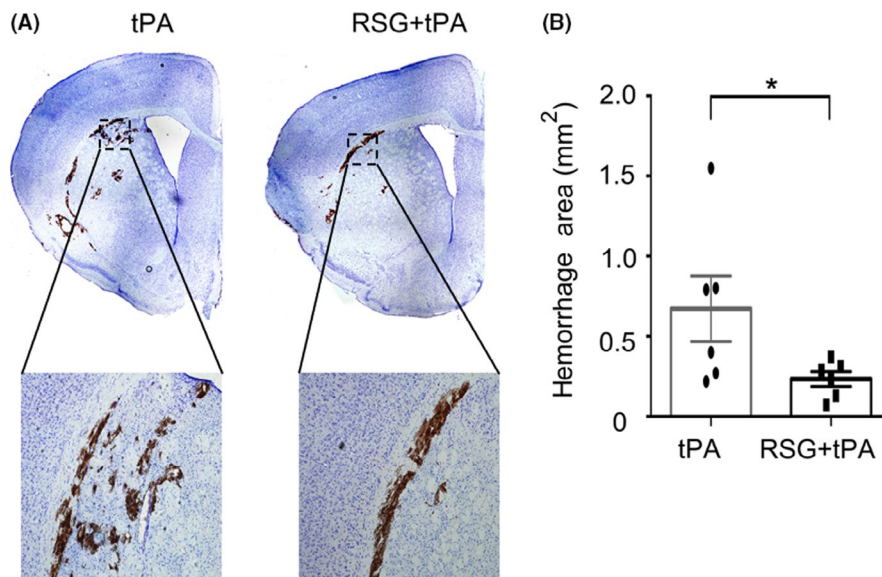 (A)
tPA
RSG+tPA
(B)
Hemorrhage area (mm²)
2.0
1.5
1.0
0.5
0
*
tPA
RSG+tPA